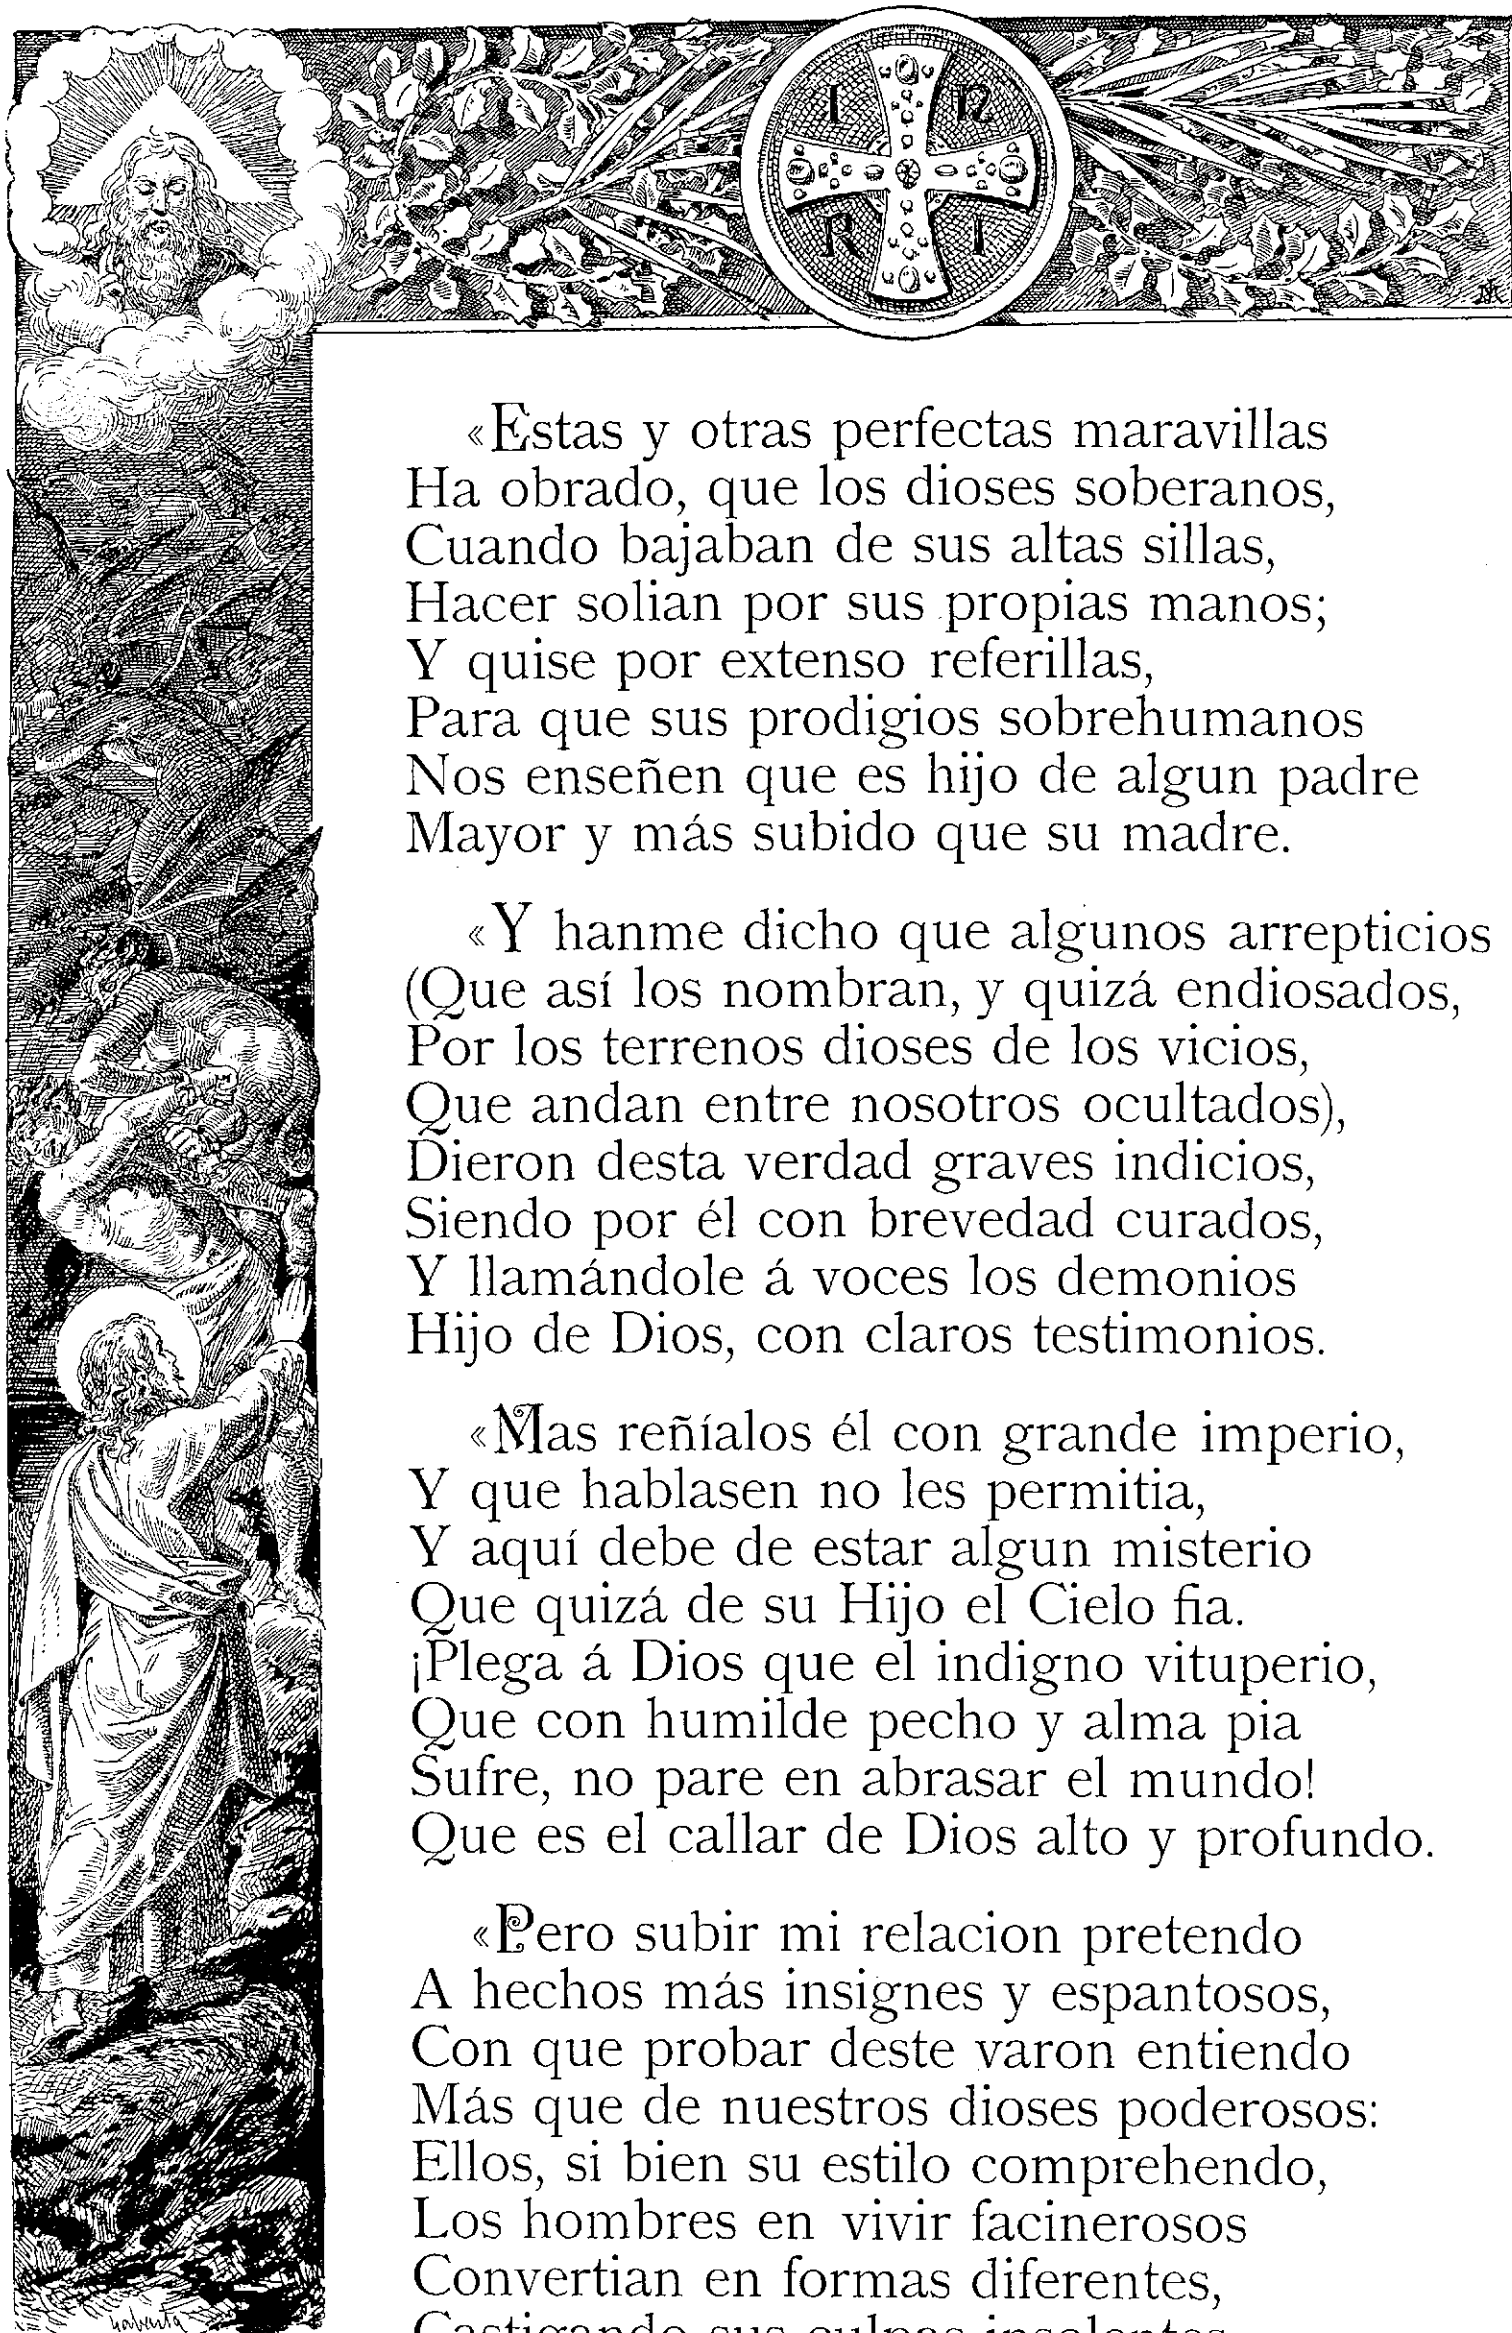 I N
R I
«Estas y otras perfectas maravillas
Ha obrado, que los dioses soberanos,
Cuando bajaban de sus altas sillas,
Hacer solian por sus propias manos;
Y quise por extenso referillas,
Para que sus prodigios sobrehumanos
Nos enseñen que es hijo de algun padre
Mayor y más subido que su madre.
«Y hanme dicho que algunos arrepticios
(Que así los nombran, y quizá endiosados,
Por los terrenos dioses de los vicios,
Que andan entre nosotros ocultados),
Dieron desta verdad graves indicios,
Siendo por él con brevedad curados,
Y llamándole á voces los demonios
Hijo de Dios, con claros testimonios.
«Mas reñíalos él con grande imperio,
Y que hablasen no les permitia,
Y aquí debe de estar algun misterio
Que quizá de su Hijo el Cielo fia.
¡Plega á Dios que el indigno vituperio,
Que con humilde pecho y alma pia
Sufre, no pare en abrasar el mundo!
Que es el callar de Dios alto y profundo.
«Pero subir mi relacion pretendo
A hechos más insignes y espantosos,
Con que probar deste varon entiendo
Más que de nuestros dioses poderosos:
Ellos, si bien su estilo comprehendo,
Los hombres en vivir facinerosos
Convertian en formas diferentes,
Castigando sus culpas insolentes